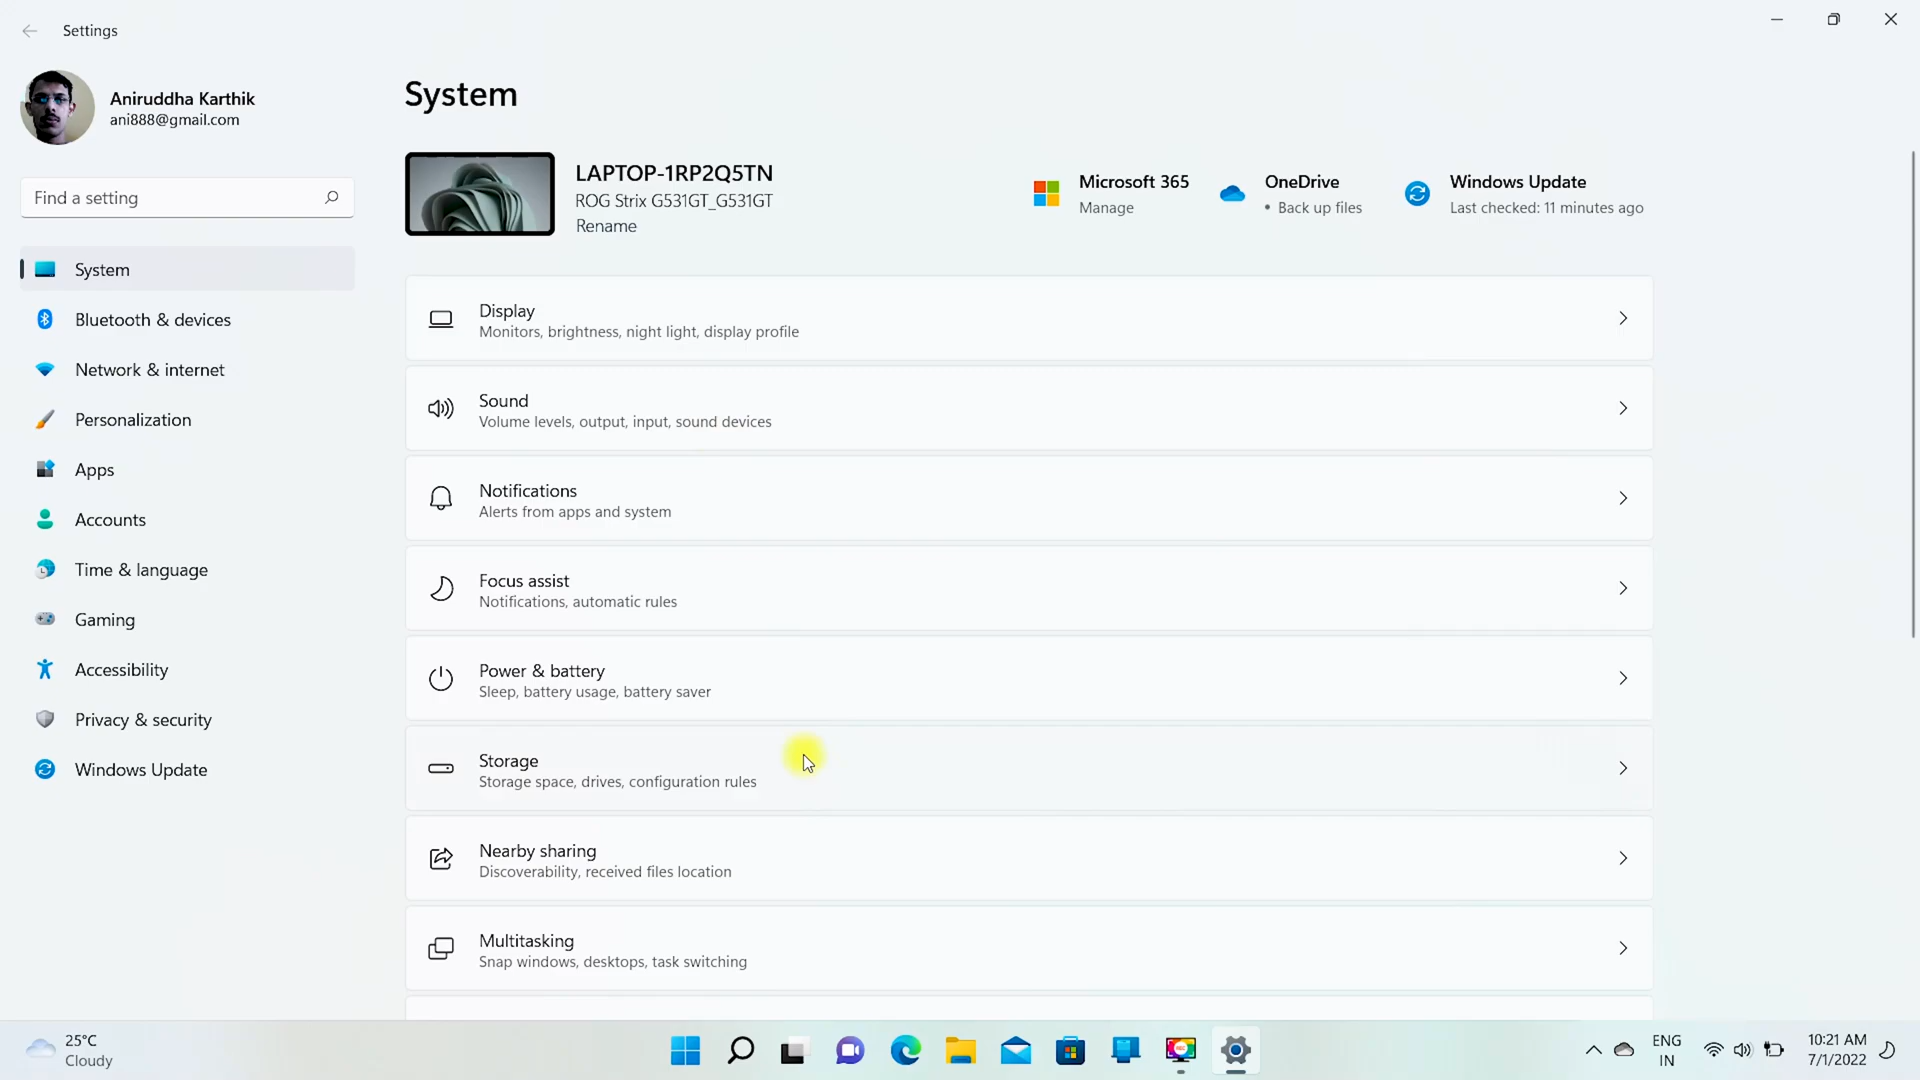 Settings
Aniruddha Karthik
ani888@gmail.com
Find a setting
System
Bluetooth & devices
Network & internet
Personalization
Apps
Accounts
Time & language
Gaming
Accessibility
Privacy & security
Windows Update
System
LAPTOP-1RP2Q5TN
ROG Strix G531GT_G531GT
Rename
Microsoft 365
Manage
OneDrive
• Back up files
Windows Update
Last checked: 11 minutes ago
Display
Monitors, brightness, night light, display profile
Sound
Volume levels, output, input, sound devices
Notifications
Alerts from apps and system
Focus assist
Notifications, automatic rules
Power & battery
Sleep, battery usage, battery saver
Storage
Storage space, drives, configuration rules
Nearby sharing
Discoverability, received files location
Multitasking
Snap windows, desktops, task switching
25°C
Cloudy
ENG
IN
10:21 AM
7/1/2022